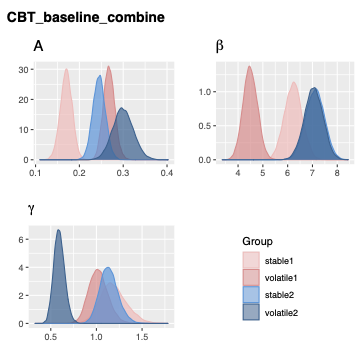 CBT_baseline_combine
A
β
30
20
10
0
0.1 0.2 0.3 0.4
1.0
0.5
0.0
4 5 6 7 8
γ
6
4
2
0
0.5 1.0 1.5
Group
stable1
volatile1
stable2
volatile2